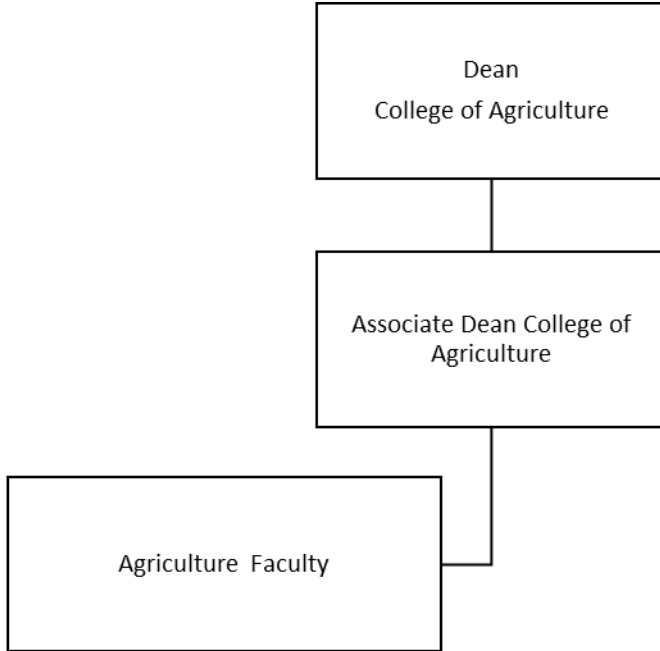 Dean
College of Agriculture
Associate Dean College of
Agriculture
Agriculture  Faculty